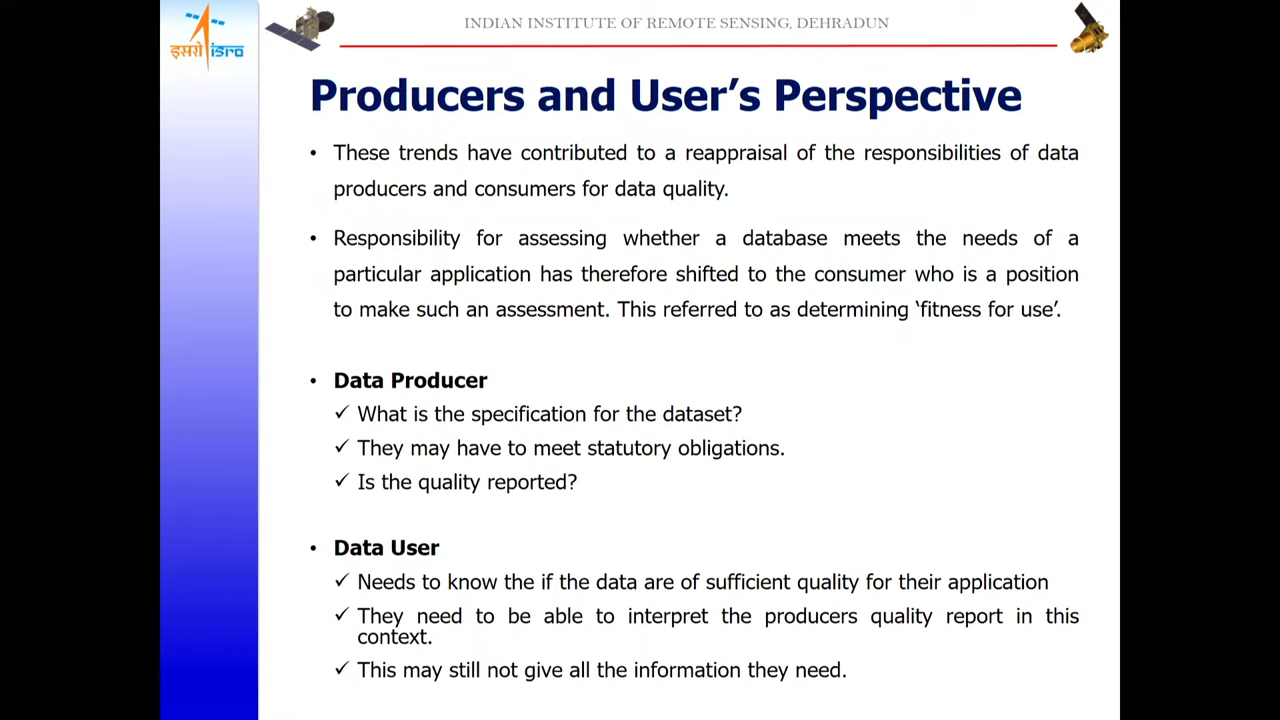 INDIAN INSTITUTE OF REMOTE SENSING, DEHRADUN
इसरो isro
Producers and User's Perspective
• These trends have contributed to a reappraisal of the responsibilities of data
producers and consumers for data quality.
• Responsibility for assessing whether a database meets the needs of a
particular application has therefore shifted to the consumer who is a position
to make such an assessment. This referred to as determining ‘fitness for use’.
• Data Producer
✓ What is the specification for the dataset?
✓ They may have to meet statutory obligations.
✓ Is the quality reported?
• Data User
✓ Needs to know the if the data are of sufficient quality for their application
✓ They need to be able to interpret the producers quality report in this
context.
✓ This may still not give all the information they need.